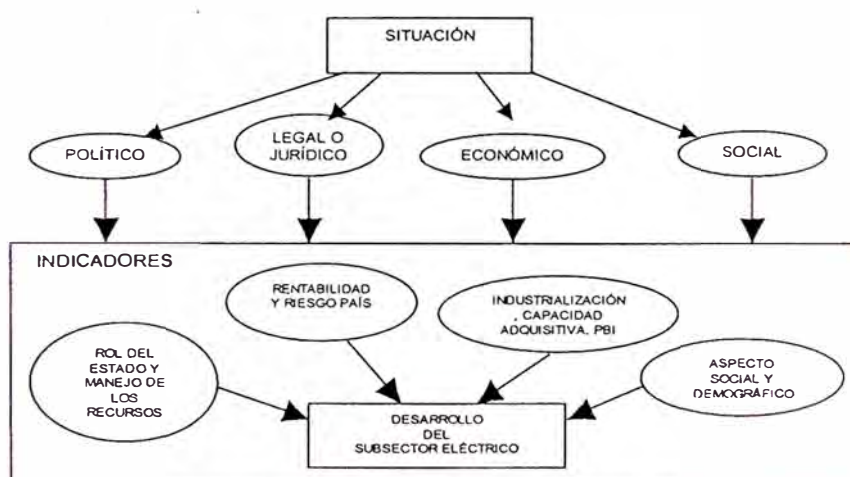 SITUACIÓN
POLÍTICO
LEGAL O
JURÍDICO
ECONÓMICO
SOCIAL
INDICADORES
RENTABILIDAD
Y RIESGO PAÍS
INDUSTRIALIZACIÓN
, CAPACIDAD
ADQUISITIVA, PBI
ROL DEL
ESTADO Y
MANEJO DE
LOS
RECURSOS
ASPECTO
SOCIAL Y
DEMOGRÁFICO
DESARROLLO
DEL
SUBSECTOR ELÉCTRICO